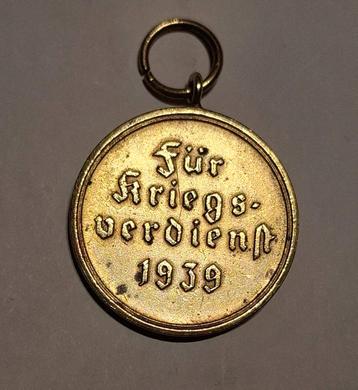 Für
Kriegs-
verdienst
1939